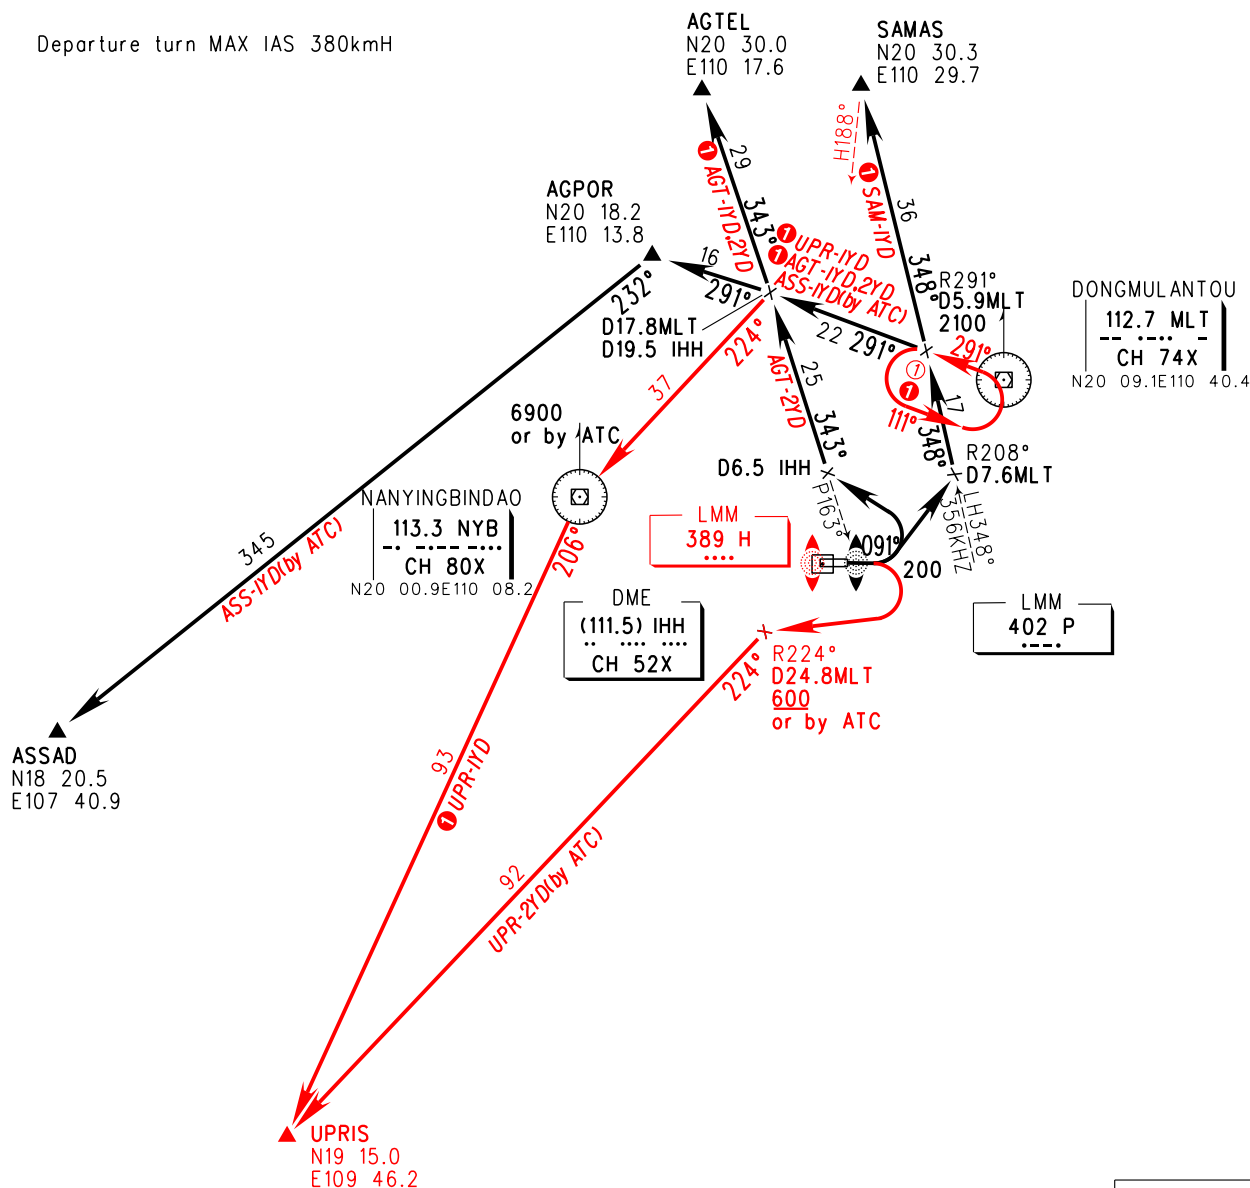 Departure turn MAX IAS 380kmH
AGTEL
N20 30.0
E110 17.6
SAMAS
N20 30.3
E110 29.7
H188°
1 SAM-1YD
36
348°
29
1 AGT-1YD,2YD
343°
AGPOR
N20 18.2
E110 13.8
16
291°
232°
1 UPR-1YD
1 AGT-1YD,2YD
ASS-1YD(by ATC)
22 291°
R291°
D5.9MLT
2100
291°
1
1
111°
DONGMULANTOU
112.7 MLT
CH 74X
N20 09.1E110 40.4
D17.8MLT
D19.5 IHH
224°
37
25
AGT-2YD
343°
17
348°
R208°
D7.6MLT
D6.5 IHH
P163°
LH348°
356KHZ
6900
or by ATC
NANYINGBINDAO
113.3 NYB
CH 80X
N20 00.9E110 08.2
206°
LMM
389 H
091°
200
LMM
402 P
DME
(111.5) IHH
CH 52X
345
ASS-1YD(by ATC)
R224°
D24.8MLT
600
or by ATC
224°
ASSAD
N18 20.5
E107 40.9
93
1 UPR-1YD
92
UPR-2YD(by ATC)
UPRIS
N19 15.0
E109 46.2